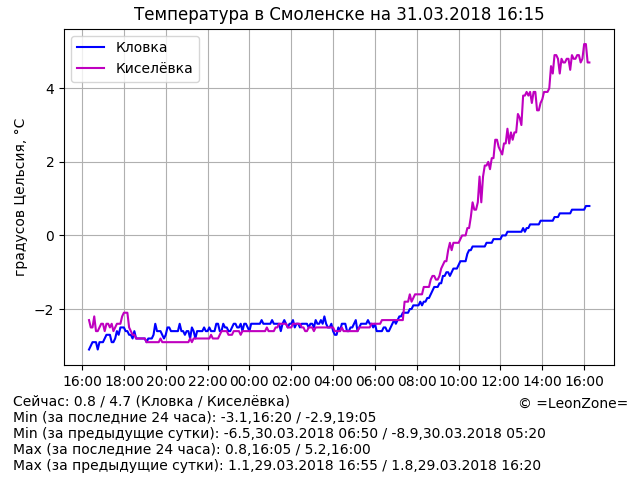 Температура в Смоленске на 31.03.2018 16:15
Кловка
Киселёвка
градусов Цельсия, °C
4
2
0
−2
16:00 18:00 20:00 22:00 00:00 02:00 04:00 06:00 08:00 10:00 12:00 14:00 16:00
Сейчас: 0.8 / 4.7 (Кловка / Киселёвка)
© =LeonZone=
Min (за последние 24 часа): -3.1,16:20 / -2.9,19:05
Min (за предыдущие сутки): -6.5,30.03.2018 06:50 / -8.9,30.03.2018 05:20
Max (за последние 24 часа): 0.8,16:05 / 5.2,16:00
Max (за предыдущие сутки): 1.1,29.03.2018 16:55 / 1.8,29.03.2018 16:20